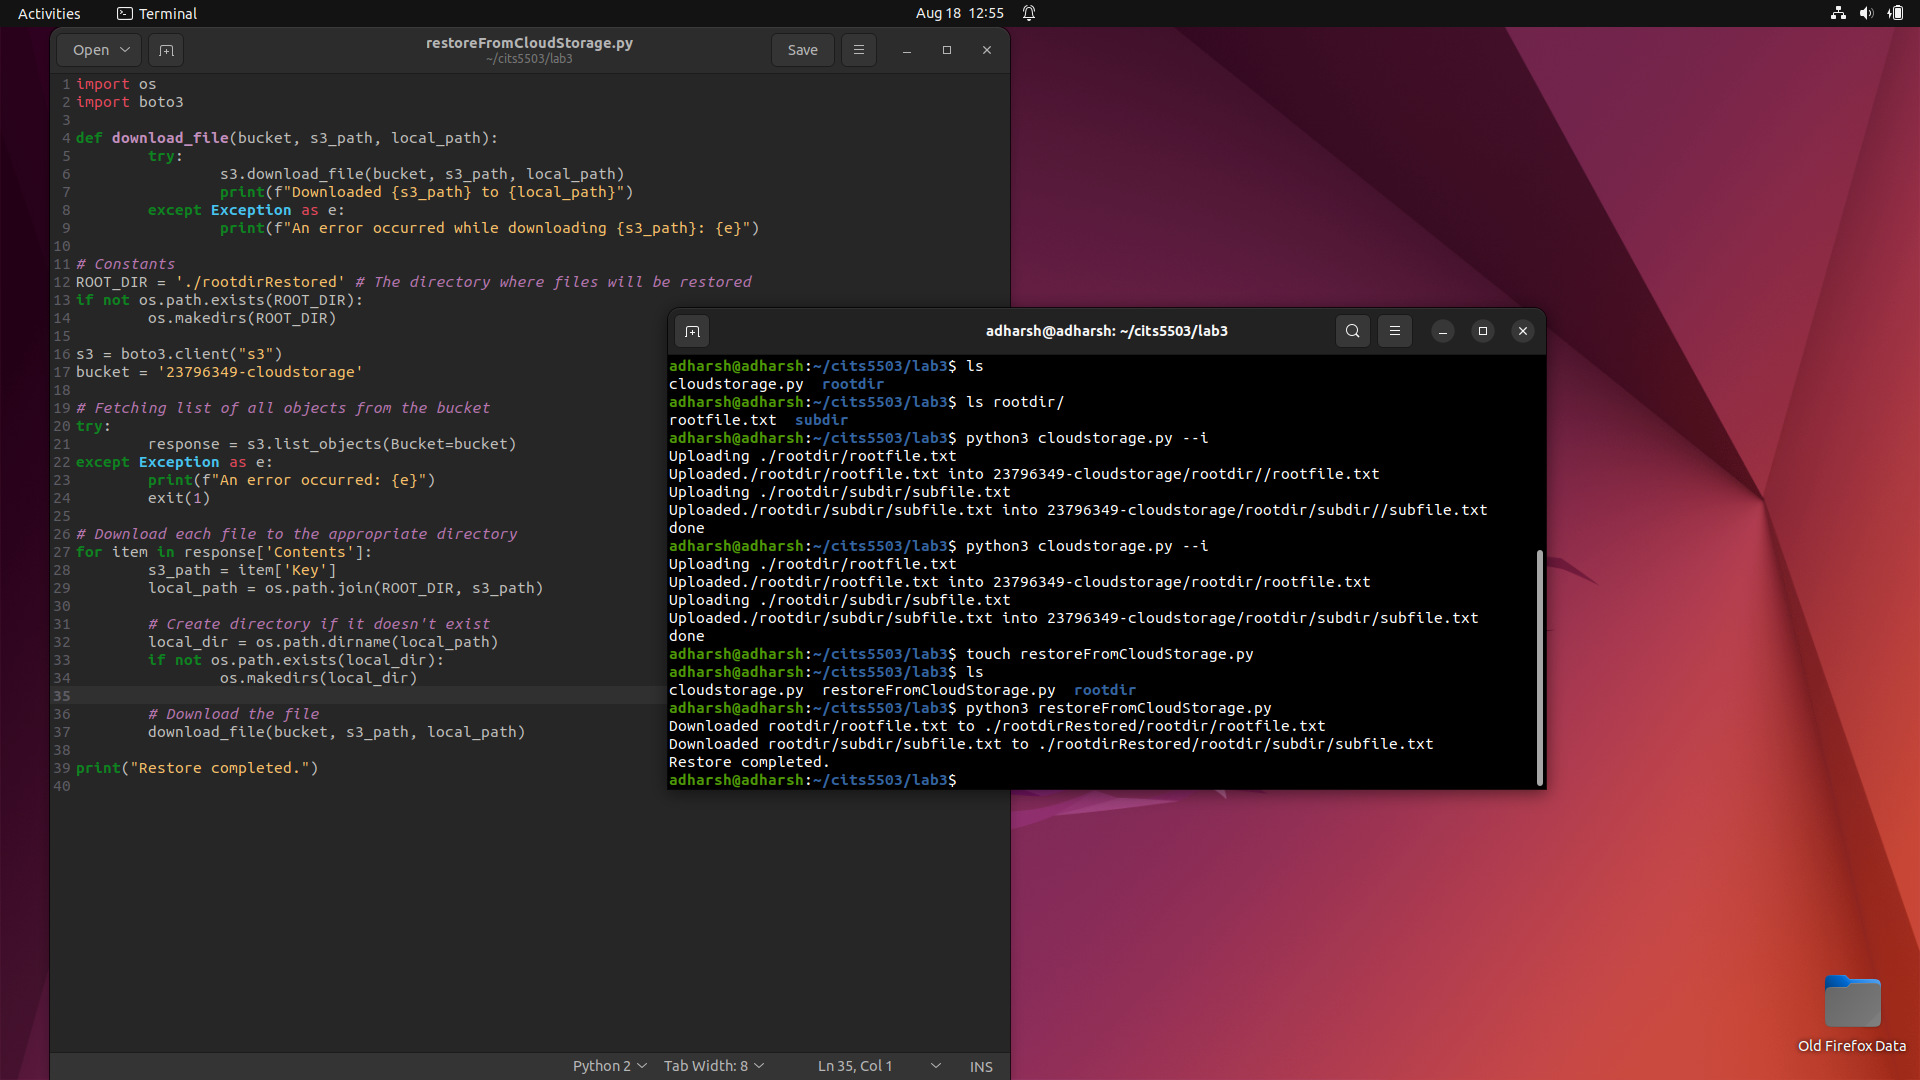 Activities Terminal Aug 18 12:55
Open restoreFromCloudStorage.py Save
~/cits5503/lab3
1 import os
2 import boto3
3
4 def download_file(bucket, s3_path, local_path):
5 try:
6 s3.download_file(bucket, s3_path, local_path)
7 print(f"Downloaded {s3_path} to {local_path}")
8 except Exception as e:
9 print(f"An error occurred while downloading {s3_path}: {e}")
10
11 # Constants
12 ROOT_DIR = './rootdirRestored' # The directory where files will be restored
13 if not os.path.exists(ROOT_DIR):
14 os.makedirs(ROOT_DIR)
15
16 s3 = boto3.client("s3")
17 bucket = '23796349-cloudstorage'
18
19 # Fetching list of all objects from the bucket
20 try:
21 response = s3.list_objects(Bucket=bucket)
22 except Exception as e:
23 print(f"An error occurred: {e}")
24 exit(1)
25
26 # Download each file to the appropriate directory
27 for item in response['Contents']:
28 s3_path = item['Key']
29 local_path = os.path.join(ROOT_DIR, s3_path)
30
31 # Create directory if it doesn't exist
32 local_dir = os.path.dirname(local_path)
33 if not os.path.exists(local_dir):
34 os.makedirs(local_dir)
35
36 # Download the file
37 download_file(bucket, s3_path, local_path)
38
39 print("Restore completed.")
40
Python 2 Tab Width: 8 Ln 35, Col 1 INS
adharsh@adharsh: ~/cits5503/lab3
adharsh@adharsh:~/cits5503/lab3$ ls
cloudstorage.py rootdir
adharsh@adharsh:~/cits5503/lab3$ ls rootdir/
rootfile.txt subdir
adharsh@adharsh:~/cits5503/lab3$ python3 cloudstorage.py --i
Uploading ./rootdir/rootfile.txt
Uploaded./rootdir/rootfile.txt into 23796349-cloudstorage/rootdir//rootfile.txt
Uploading ./rootdir/subdir/subfile.txt
Uploaded./rootdir/subdir/subfile.txt into 23796349-cloudstorage/rootdir/subdir//subfile.txt
done
adharsh@adharsh:~/cits5503/lab3$ python3 cloudstorage.py --i
Uploading ./rootdir/rootfile.txt
Uploaded./rootdir/rootfile.txt into 23796349-cloudstorage/rootdir/rootfile.txt
Uploading ./rootdir/subdir/subfile.txt
Uploaded./rootdir/subdir/subfile.txt into 23796349-cloudstorage/rootdir/subdir/subfile.txt
done
adharsh@adharsh:~/cits5503/lab3$ touch restoreFromCloudStorage.py
adharsh@adharsh:~/cits5503/lab3$ ls
cloudstorage.py restoreFromCloudStorage.py rootdir
adharsh@adharsh:~/cits5503/lab3$ python3 restoreFromCloudStorage.py
Downloaded rootdir/rootfile.txt to ./rootdirRestored/rootdir/rootfile.txt
Downloaded rootdir/subdir/subfile.txt to ./rootdirRestored/rootdir/subdir/subfile.txt
Restore completed.
adharsh@adharsh:~/cits5503/lab3$
Old Firefox Data